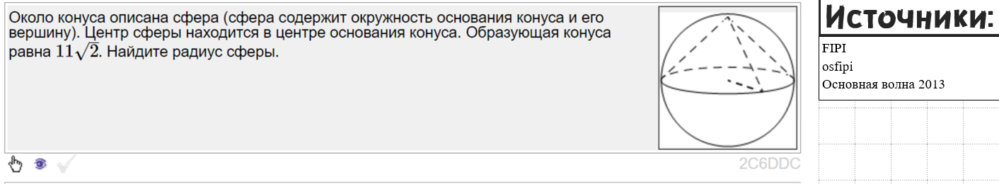 Около конуса описана сфера (сфера содержит окружность основания конуса и его
вершину). Центр сферы находится в центре основания конуса. Образующая конуса
равна 11√2. Найдите радиус сферы.
2C6DDC
Источники:
FIPI
osfipi
Основная волна 2013